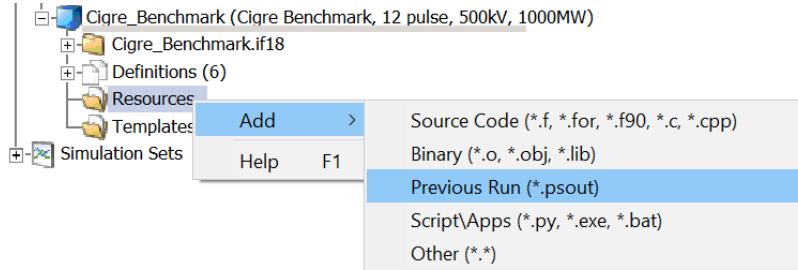 Cigre_Benchmark (Cigre Benchmark, 12 pulse, 500kV, 1000MW)
Cigre_Benchmark.if18
Definitions (6)
Resources
Templates
Simulation Sets
Add >
Help F1
Source Code (*.f, *.for, *.f90, *.c, *.cpp)
Binary (*.o, *.obj, *.lib)
Previous Run (*.psout)
Script\Apps (*.py, *.exe, *.bat)
Other (*.*)